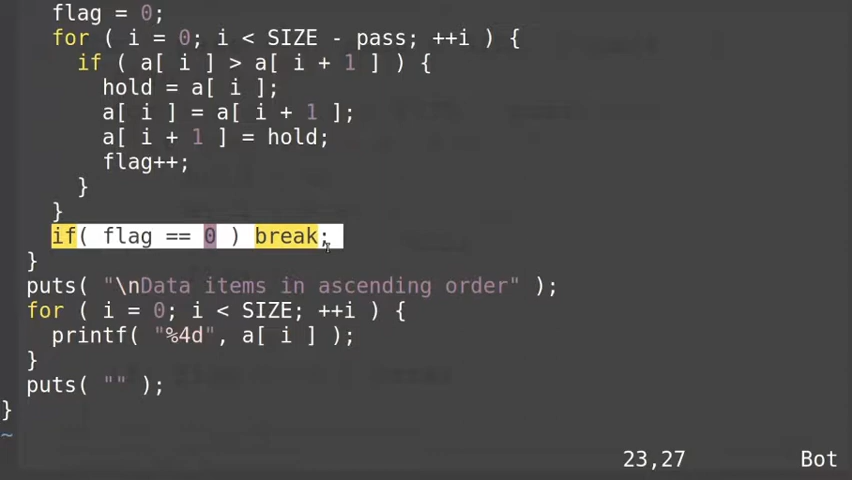 flag = 0;
for ( i = 0; i < SIZE - pass; ++i ) {
if ( a[ i ] > a[ i + 1 ] ) {
hold = a[ i ];
a[ i ] = a[ i + 1 ];
a[ i + 1 ] = hold;
flag++;
}
}
if( flag == 0 ) break;
}
puts( "\nData items in ascending order" );
for ( i = 0; i < SIZE; ++i ) {
printf( "%4d", a[ i ] );
}
puts( "" );
}
~
23,27 Bot